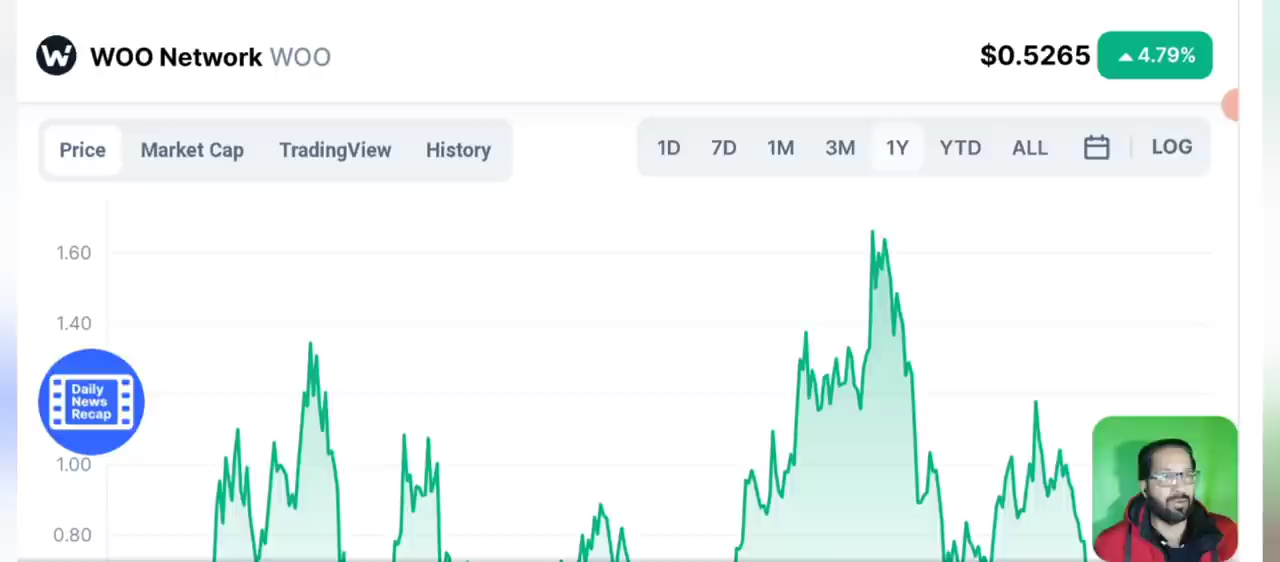 WOO Network WOO
$0.5265
4.79%
Price Market Cap TradingView History
1D 7D 1M 3M 1Y YTD ALL LOG
1.60
1.40
Daily
News
Recap
1.00
0.80